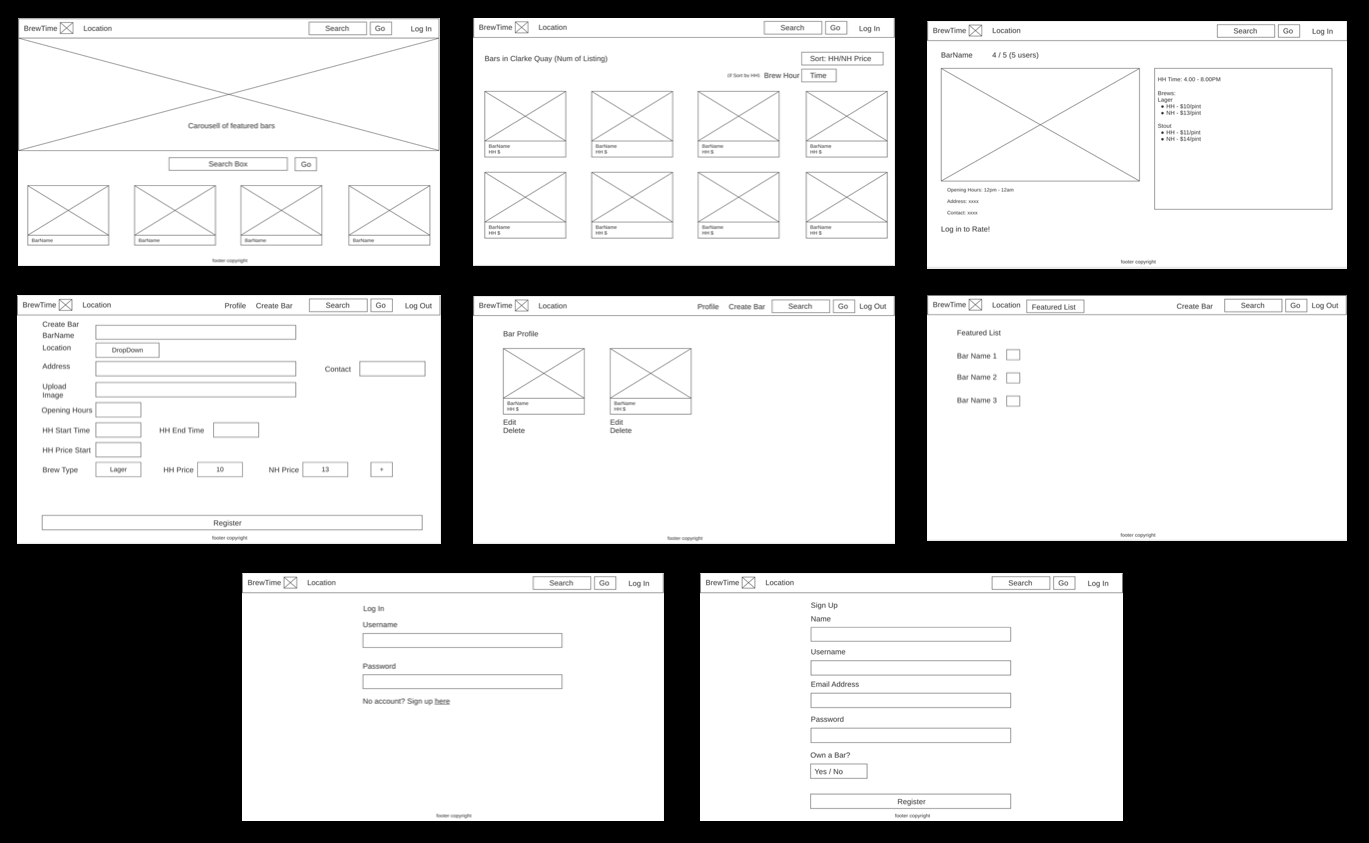 BrewTime Location Search Go Log In
Carousell of featured bars
Search Box Go
BarName BarName BarName BarName
footer copyright
BrewTime Location Search Go Log In
Bars in Clarke Quay (Num of Listing)
Sort: HH/NH Price
Brew Hour Time
BarName BarName BarName BarName
HH $ HH $ HH $ HH $
BarName BarName BarName BarName
HH $ HH $ HH $ HH $
BrewTime Location Search Go Log In
BarName 4 / 5 (5 users)
HH Time: 4.00 - 8.00PM
Brews:
Lager
● HH - $10/pint
● NH - $13/pint
Stout
● HH - $11/pint
● NH - $14/pint
Opening Hours: 12pm - 12am
Address: xxxx
Contact: xxxx
Log in to Rate!
footer copyright
BrewTime Location Profile Create Bar Search Go Log Out
Create Bar
BarName
Location DropDown
Address Contact
Upload
Image
Opening Hours
HH Start Time HH End Time
HH Price Start
Brew Type Lager HH Price 10 NH Price 13 +
Register
footer copyright
BrewTime Location Profile Create Bar Search Go Log Out
Bar Profile
BarName BarName
HH $ HH $
Edit Edit
Delete Delete
footer copyright
BrewTime Location Featured List Create Bar Search Go Log Out
Featured List
Bar Name 1
Bar Name 2
Bar Name 3
footer copyright
BrewTime Location Search Go Log In
Log In
Username
Password
No account? Sign up here
footer copyright
BrewTime Location Search Go Log In
Sign Up
Name
Username
Email Address
Password
Own a Bar?
Yes / No
Register
footer copyright